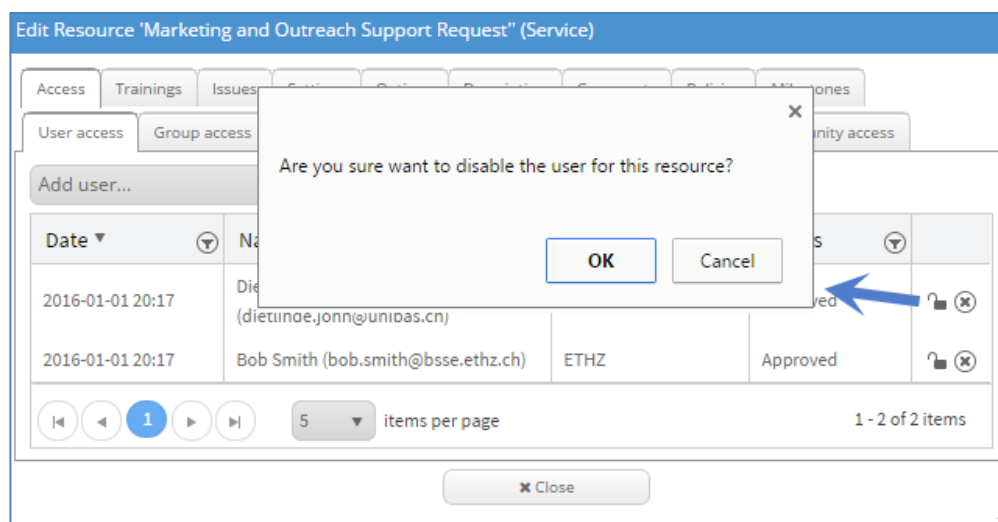 Edit Resource 'Marketing and Outreach Support Request" (Service)
Access Trainings Issues
User access Group access access
Are you sure want to disable the user for this resource?
Add user...
OK Cancel
Date
2016-01-01 20:17
(dietlinde.john@unibas.ch)
2016-01-01 20:17 Bob Smith (bob.smith@bsse.ethz.ch) ETHZ Approved
1 5 items per page 1 - 2 of 2 items
Close